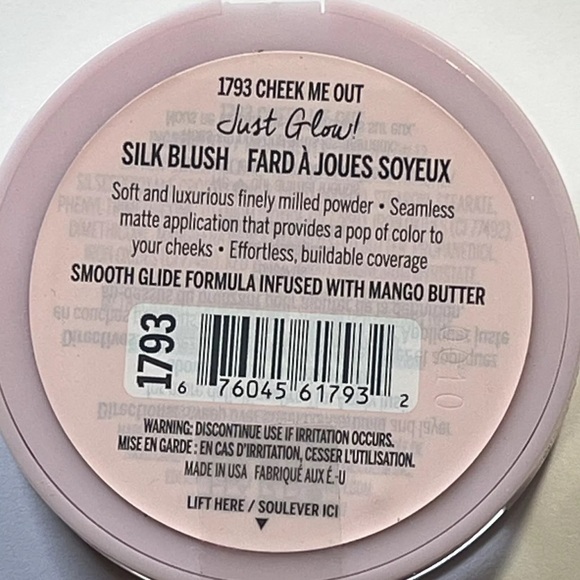 1793 CHEEK ME OUT
Just Glow!
SILK BLUSH FARD À JOUES SOYEUX
Soft and luxurious finely milled powder • Seamless
matte application that provides a pop of color to
your cheeks • Effortless, buildable coverage
SMOOTH GLIDE FORMULA INFUSED WITH MANGO BUTTER
1793
6 76045 61793 2
WARNING: DISCONTINUE USE IF IRRITATION OCCURS.
MISE EN GARDE : EN CAS D'IRRITATION, CESSER L'UTILISATION.
MADE IN USA FABRIQUÉ AUX É.-U
LIFT HERE / SOULEVER ICI